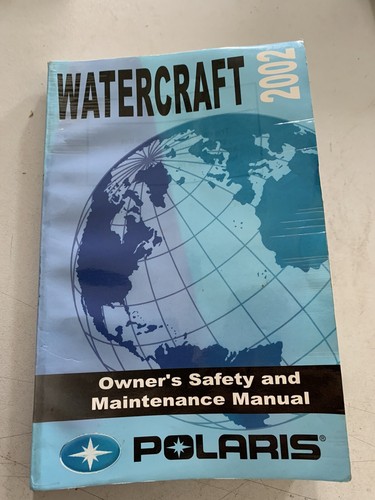 WATERCRAFT
2002
Owner's Safety and
Maintenance Manual
POLARIS®